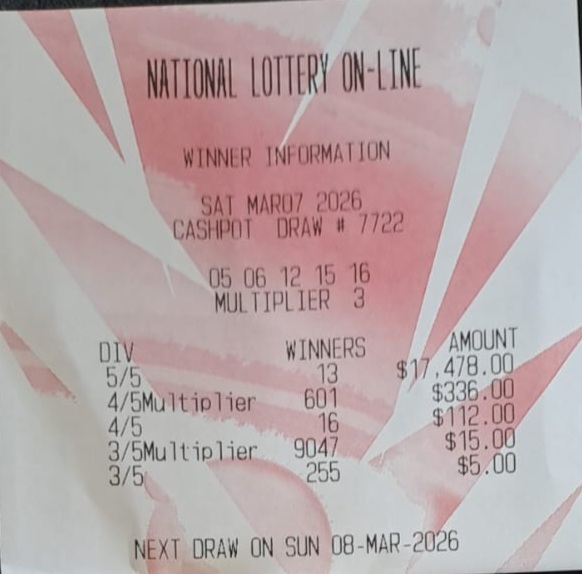 NATIONAL LOTTERY ON-LINE
WINNER INFORMATION
SAT MAR07 2026
CASHPOT DRAW # 7722
05 06 12 15 16
MULTIPLIER 3
DIV WINNERS AMOUNT
5/5 13 $17,478.00
4/5Multiplier 601 $336.00
4/5 16 $112.00
3/5Multiplier 9047 $15.00
3/5 255 $5.00
NEXT DRAW ON SUN 08-MAR-2026